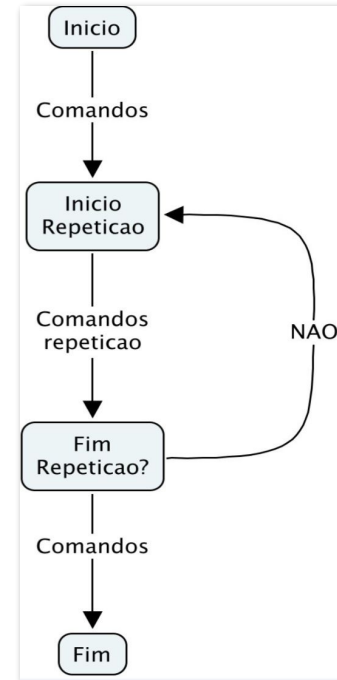 Inicio
Comandos
Inicio
Repeticao
Comandos
repeticao
NAO
Fim
Repeticao?
Comandos
Fim